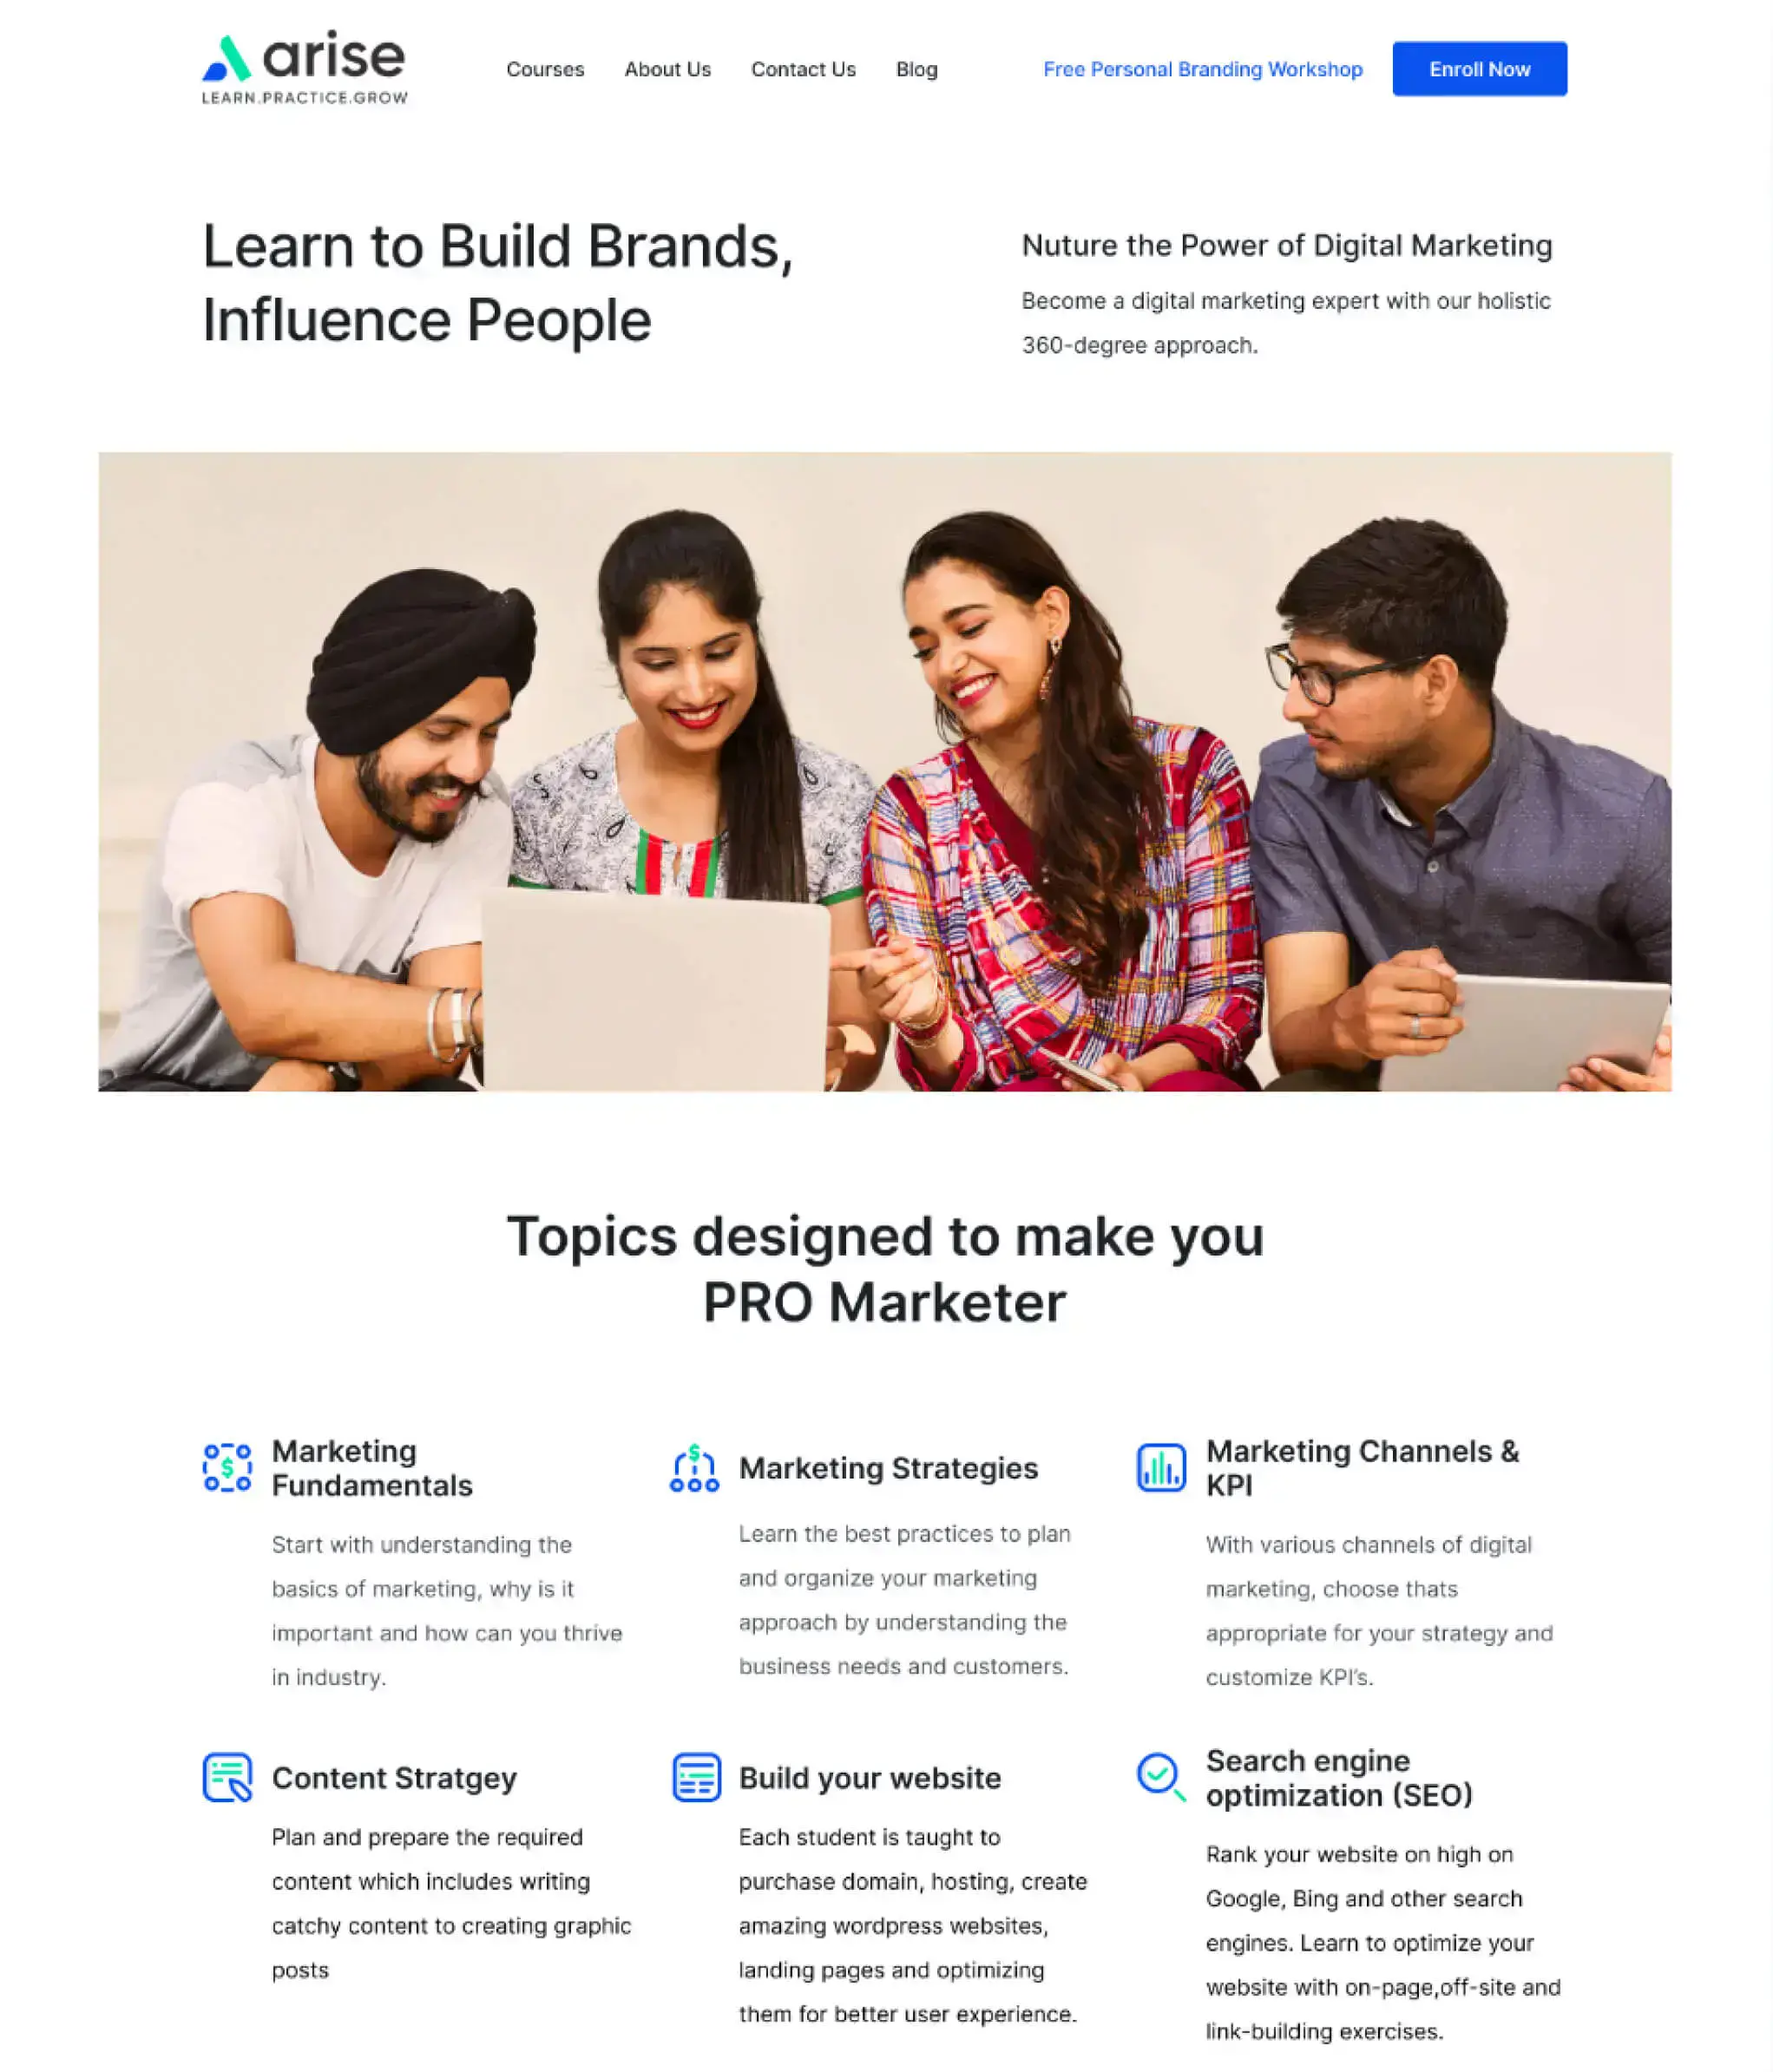 arise
LEARN.PRACTICE.GROW
Courses
About Us
Contact Us
Blog
Free Personal Branding Workshop
Enroll Now
Learn to Build Brands,
Influence People
Nuture the Power of Digital Marketing
Become a digital marketing expert with our holistic
360-degree approach.
Topics designed to make you
PRO Marketer
Marketing
Fundamentals
Start with understanding the
basics of marketing, why is it
important and how can you thrive
in industry.
Marketing Strategies
Learn the best practices to plan
and organize your marketing
approach by understanding the
business needs and customers.
Marketing Channels &
KPI
With various channels of digital
marketing, choose thats
appropriate for your strategy and
customize KPI's.
Content Stratgey
Plan and prepare the required
content which includes writing
catchy content to creating graphic
posts
Build your website
Each student is taught to
purchase domain, hosting, create
amazing wordpress websites,
landing pages and optimizing
them for better user experience.
Search engine
optimization (SEO)
Rank your website on high on
Google, Bing and other search
engines. Learn to optimize your
website with on-page,off-site and
link-building exercises.